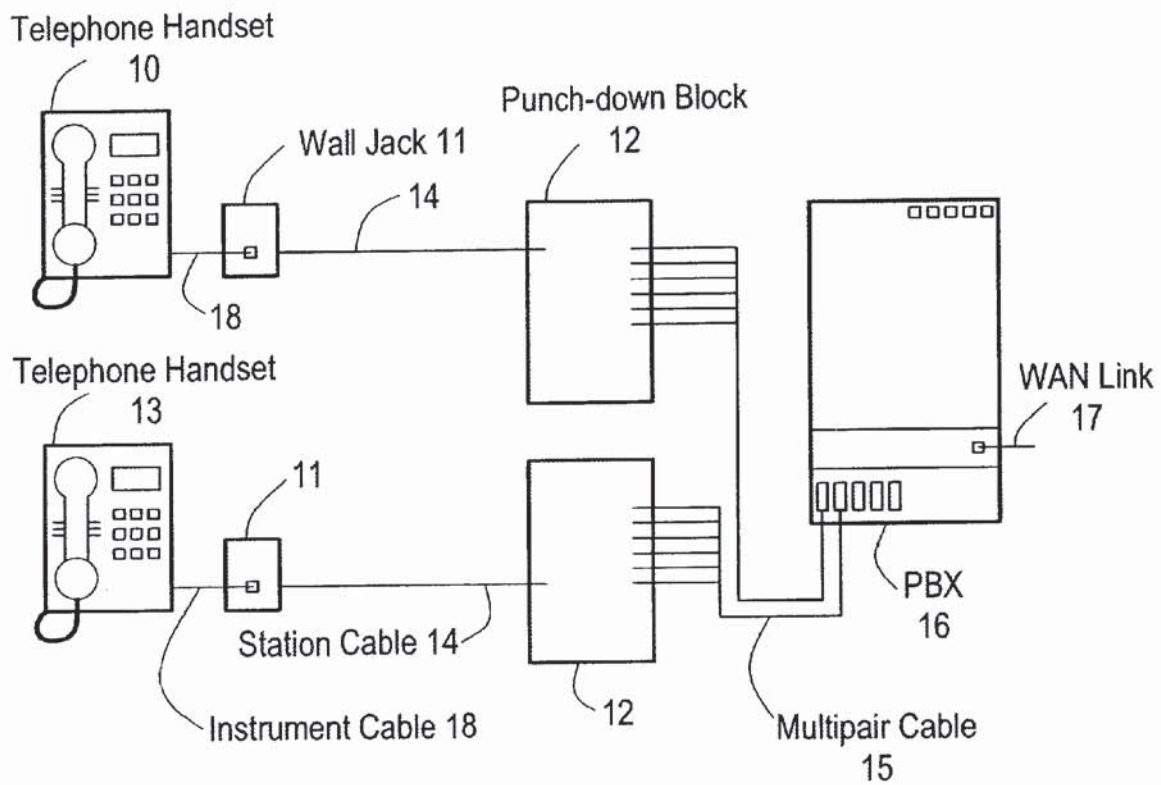 Telephone Handset
10
Punch-down Block
12
Wall Jack 11
14
18
Telephone Handset
13
WAN Link
17
11
PBX
16
Station Cable 14
12
Instrument Cable 18
Multipair Cable
15